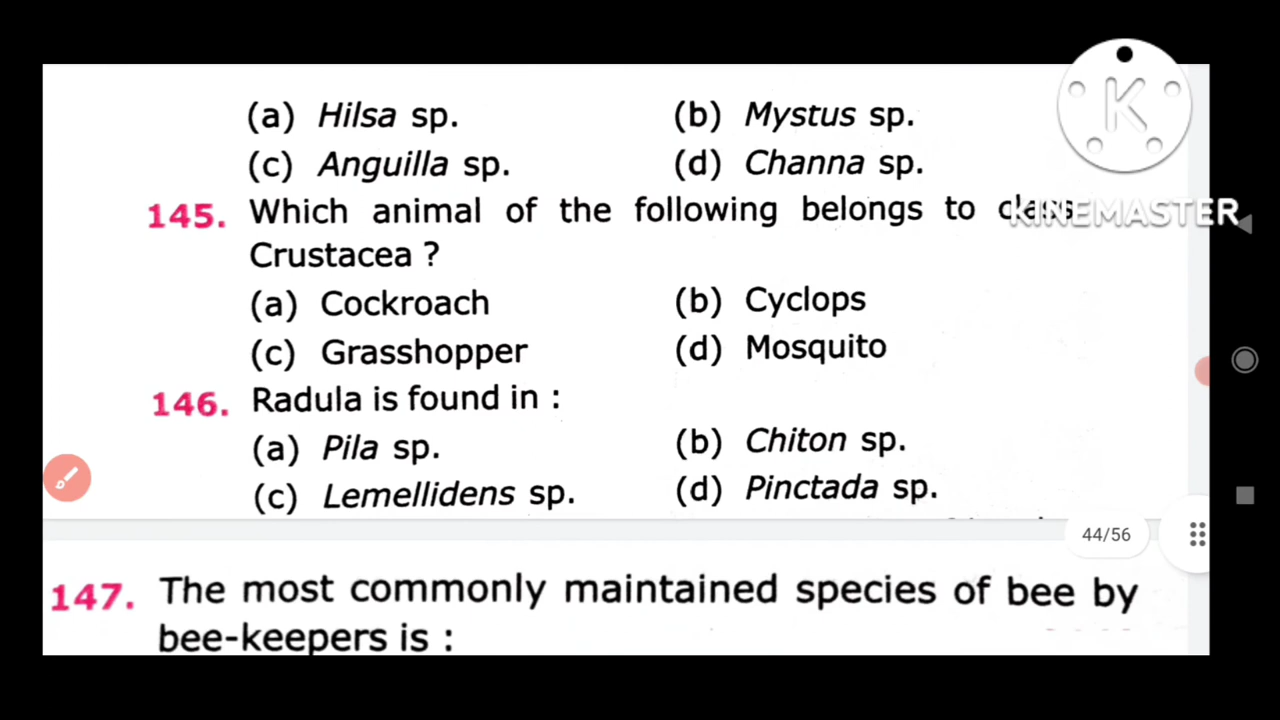 (a) Hilsa sp. (b) Mystus sp.
(c) Anguilla sp. (d) Channa sp.
145. Which animal of the following belongs to class
Crustacea ?
(a) Cockroach (b) Cyclops
(c) Grasshopper (d) Mosquito
146. Radula is found in :
(a) Pila sp. (b) Chiton sp.
(c) Lemellidens sp. (d) Pinctada sp.
44/56
147. The most commonly maintained species of bee by
bee-keepers is :
K
KINEMASTER